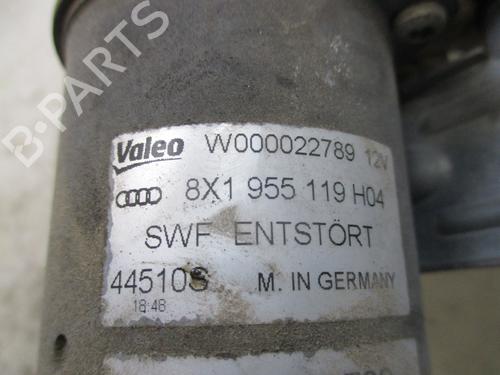 B-PARTS
Valeo W000022789 12V
8X1 955 119 H04
SWF ENTSTÖRT
44510S M. IN GERMANY
18:48